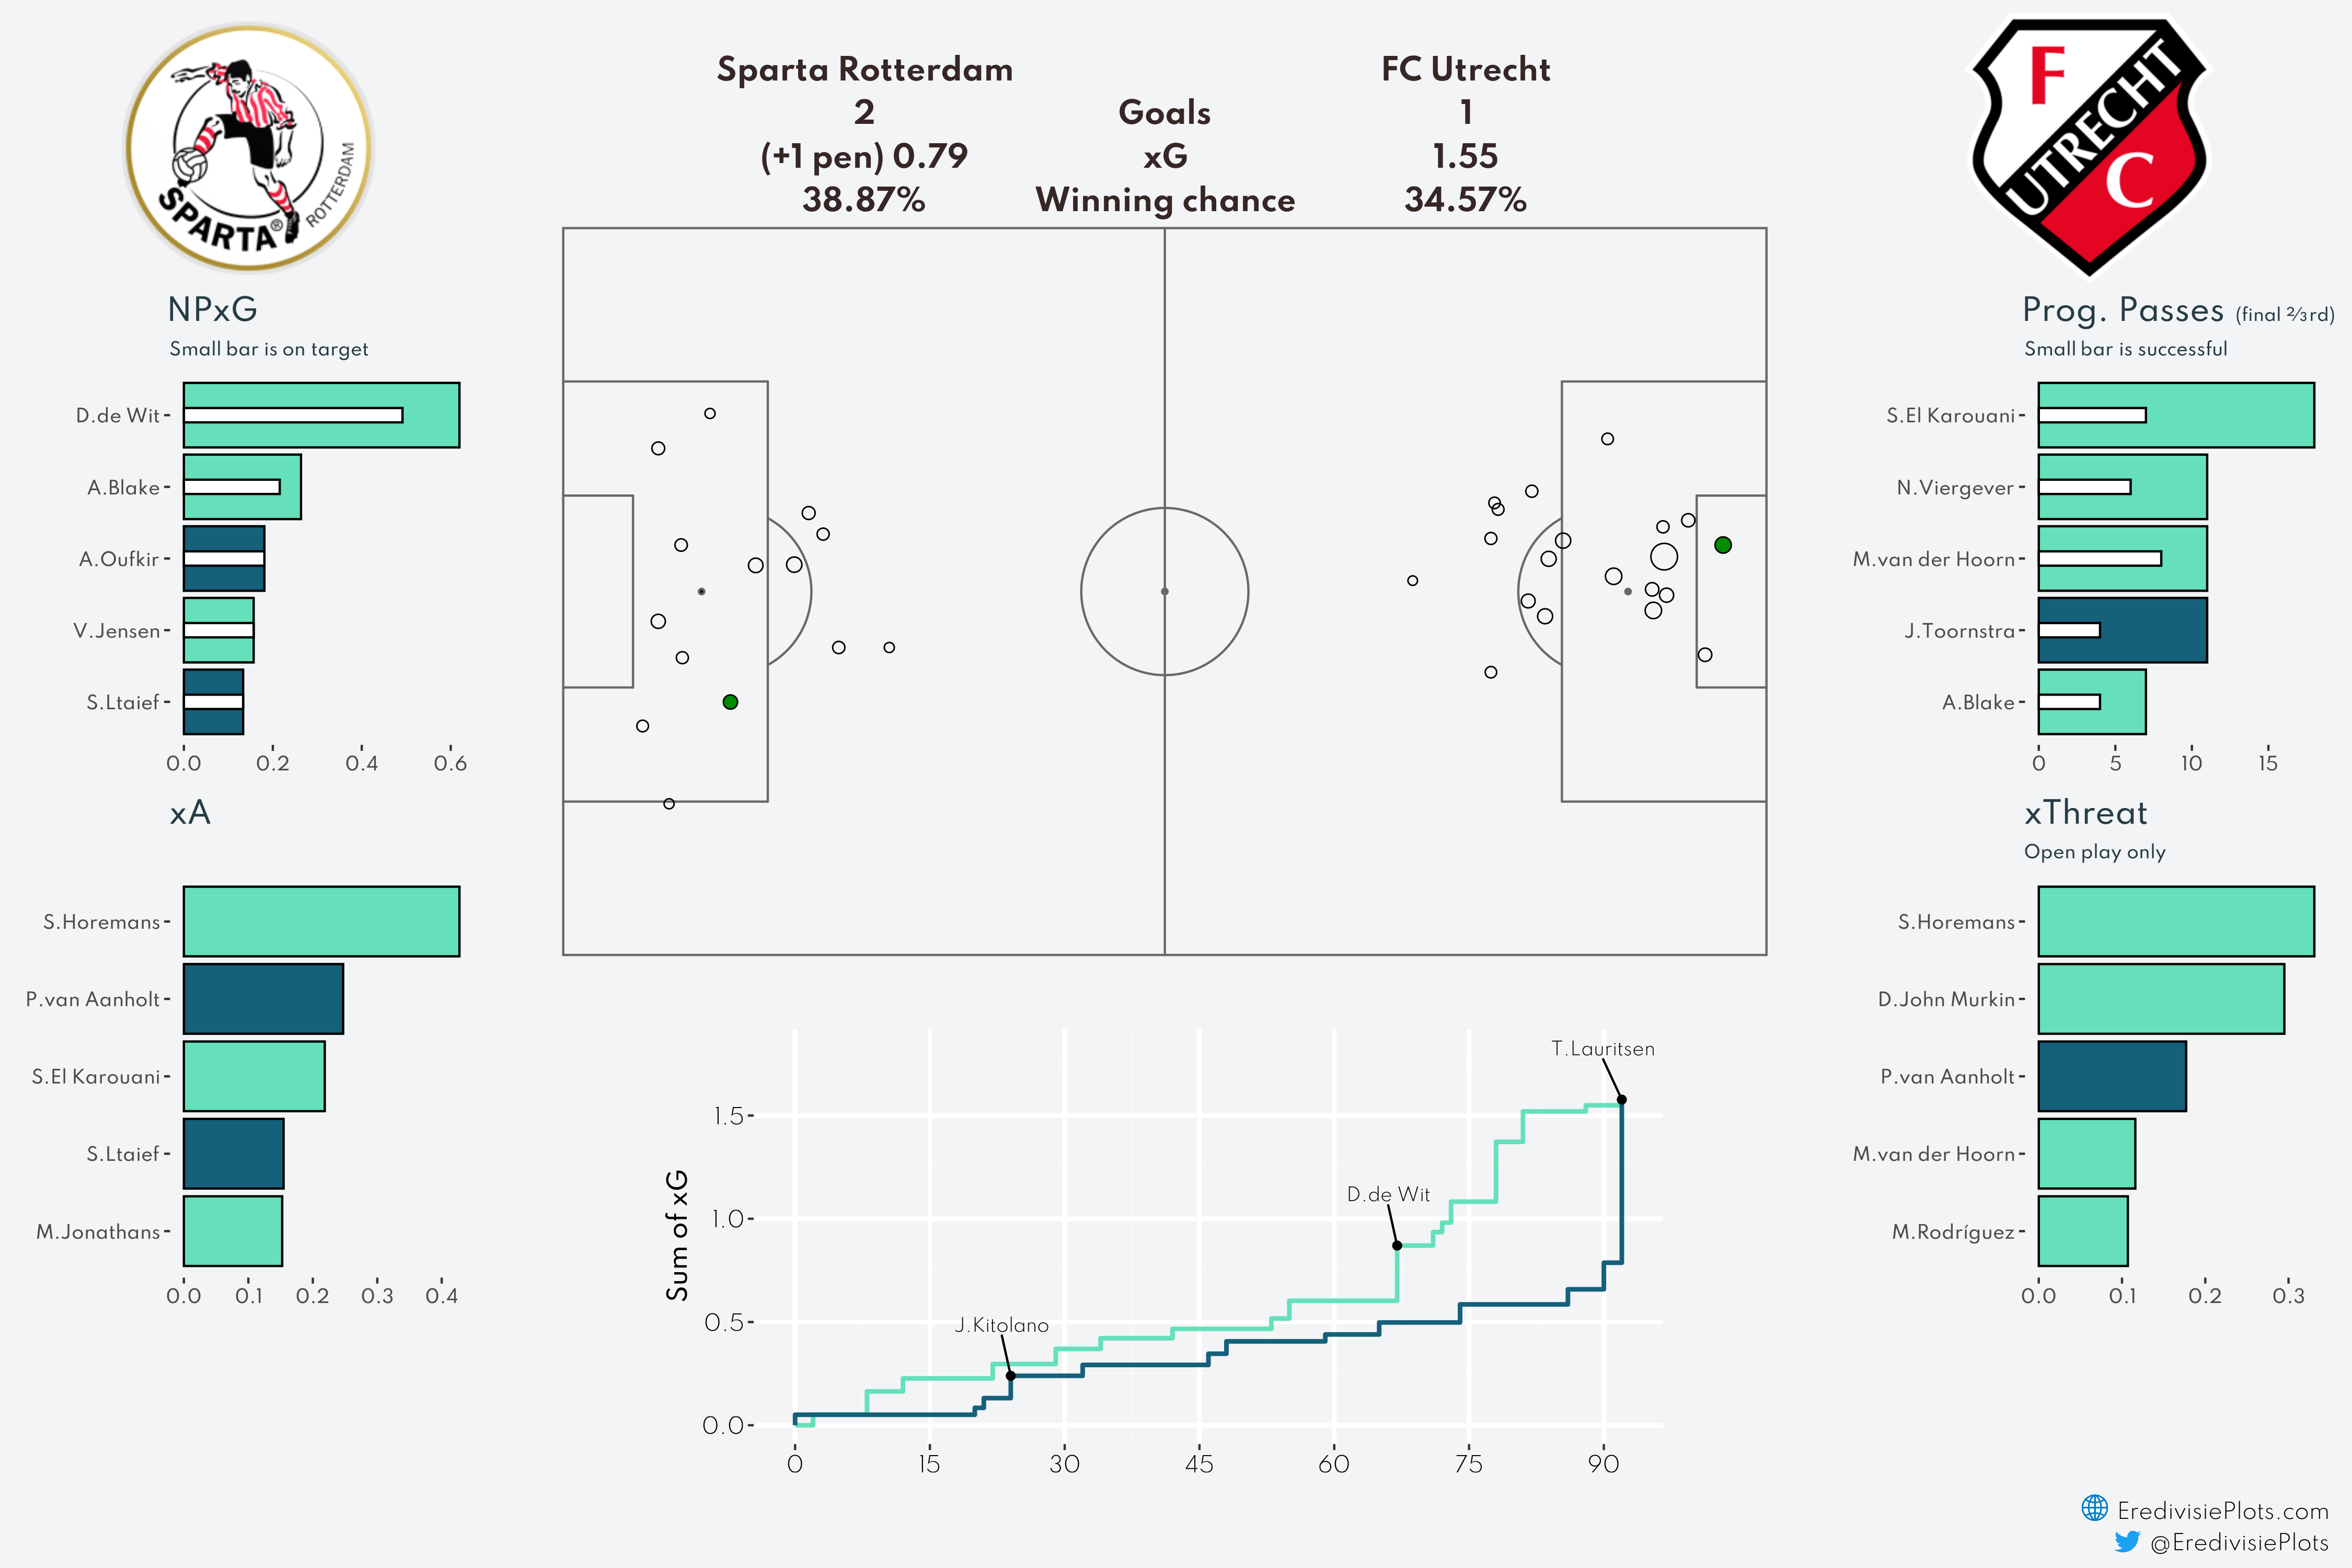 SPARTA® ROTTERDAM
Sparta Rotterdam FC Utrecht
2 Goals 1
(+1 pen) 0.79 xG 1.55
38.87% Winning chance 34.57%
F
UTRECHT
C
NPxG
Small bar is on target
D.de Wit
A.Blake
A.Oufkir
V.Jensen
S.Ltaief
0.0 0.2 0.4 0.6
xA
S.Horemans
P.van Aanholt
S.El Karouani
S.Ltaief
M.Jonathans
0.0 0.1 0.2 0.3 0.4
Sum of xG
1.5
1.0
0.5
0.0
T.Lauritsen
D.de Wit
J.Kitolano
0 15 30 45 60 75 90
Prog. Passes (final ⅔rd)
Small bar is successful
S.El Karouani
N.Viergever
M.van der Hoorn
J.Toornstra
A.Blake
0 5 10 15
xThreat
Open play only
S.Horemans
D.John Murkin
P.van Aanholt
M.van der Hoorn
M.Rodríguez
0.0 0.1 0.2 0.3
EredivisiePlots.com
@EredivisiePlots